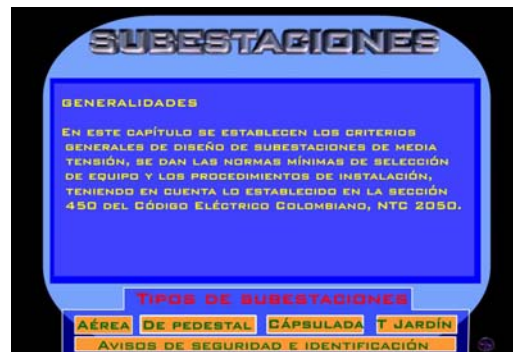 SUBESTACIONES
GENERALIDADES
EN ESTE CAPÍTULO SE ESTABLECEN LOS CRITERIOS
GENERALES DE DISEÑO DE SUBESTACIONES DE MEDIA
TENSIÓN, SE DAN LAS NORMAS MÍNIMAS DE SELECCIÓN
DE EQUIPO Y LOS PROCEDIMIENTOS DE INSTALACIÓN,
TENIENDO EN CUENTA LO ESTABLECIDO EN LA SECCIÓN
450 DEL CÓDIGO ELÉCTRICO COLOMBIANO, NTC 2050.
TIPOS DE SUBESTACIONES
AÉREA DE PEDESTAL CÁPSULADA T JARDÍN
AVISOS DE SEGURIDAD E IDENTIFICACIÓN